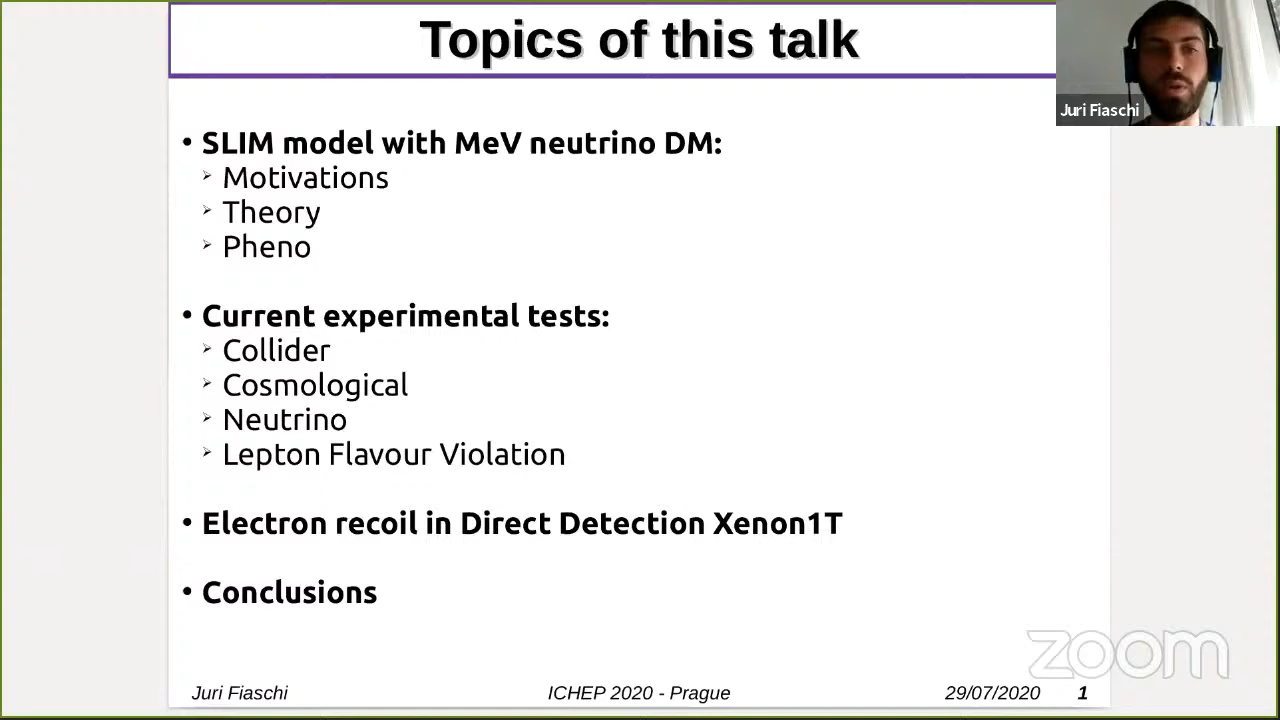 Topics of this talk
Juri Fiaschi
• SLIM model with MeV neutrino DM:
➢ Motivations
➢ Theory
➢ Pheno
• Current experimental tests:
➢ Collider
➢ Cosmological
➢ Neutrino
➢ Lepton Flavour Violation
• Electron recoil in Direct Detection Xenon1T
• Conclusions
zoom
Juri Fiaschi ICHEP 2020 - Prague 29/07/2020 1